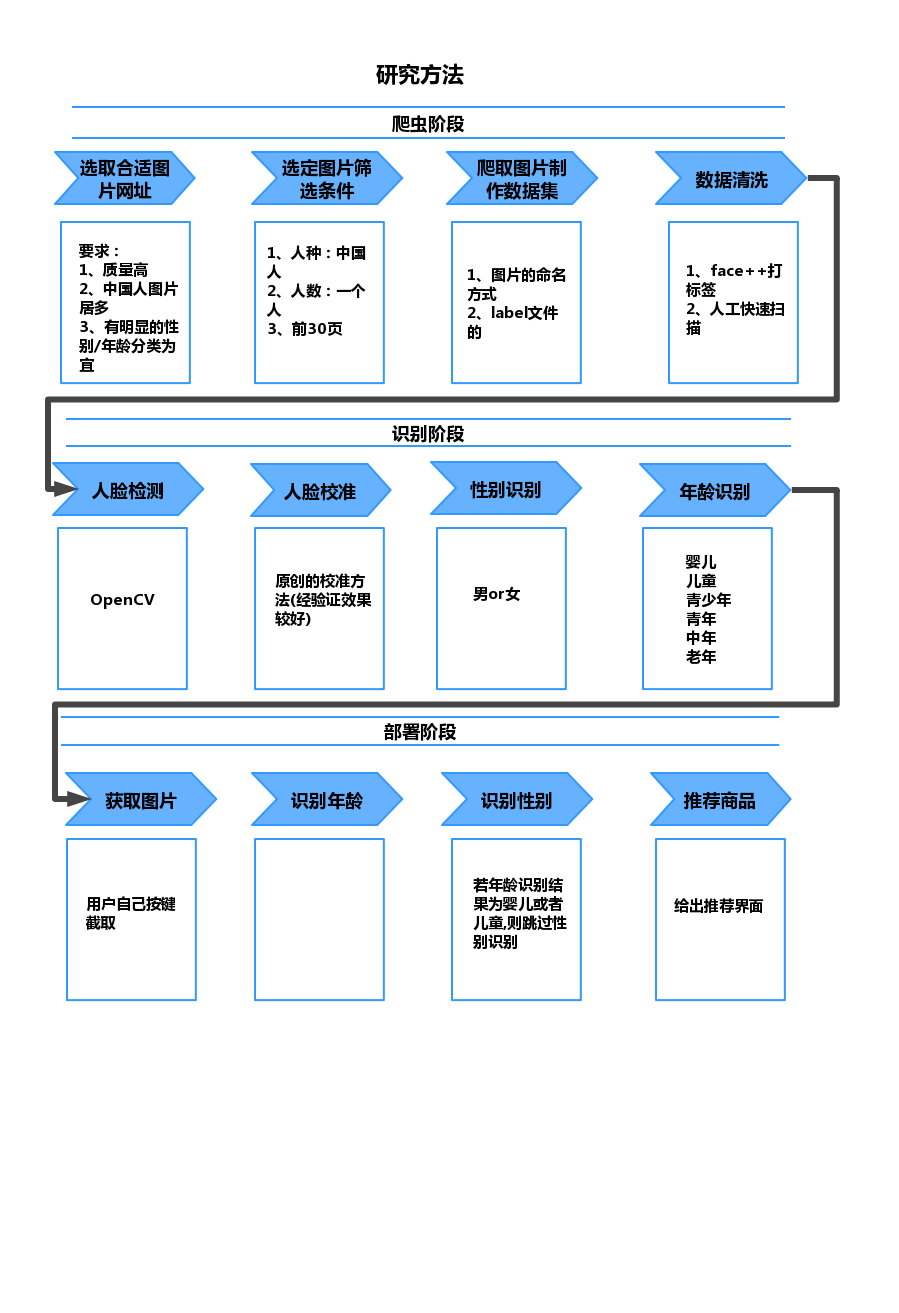 研究方法
爬虫阶段
选取合适图
片网址
选定图片筛
选条件
爬取图片制
作数据集
数据清洗
要求：
1、质量高
2、中国人图片
居多
3、有明显的性
别/年龄分类为
宜
1、人种：中国
人
2、人数：一个
人
3、前30页
1、图片的命名
方式
2、label文件
的
1、face++打
标签
2、人工快速扫
描
识别阶段
人脸检测
人脸校准
性别识别
年龄识别
OpenCV
原创的校准方
法(经验证效果
较好)
男or女
婴儿
儿童
青少年
青年
中年
老年
部署阶段
获取图片
识别年龄
识别性别
推荐商品
用户自己按键
截取
若年龄识别结
果为婴儿或者
儿童,则跳过性
别识别
给出推荐界面